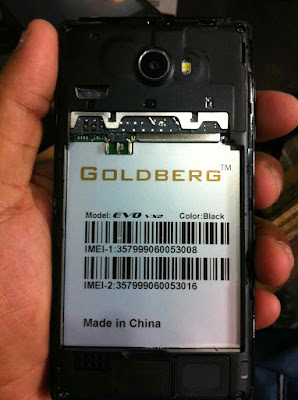 GOLDBERG™
Model: EVO VX2 Color:Black
IMEI-1:357999060053008
IMEI-2:357999060053016
Made in China